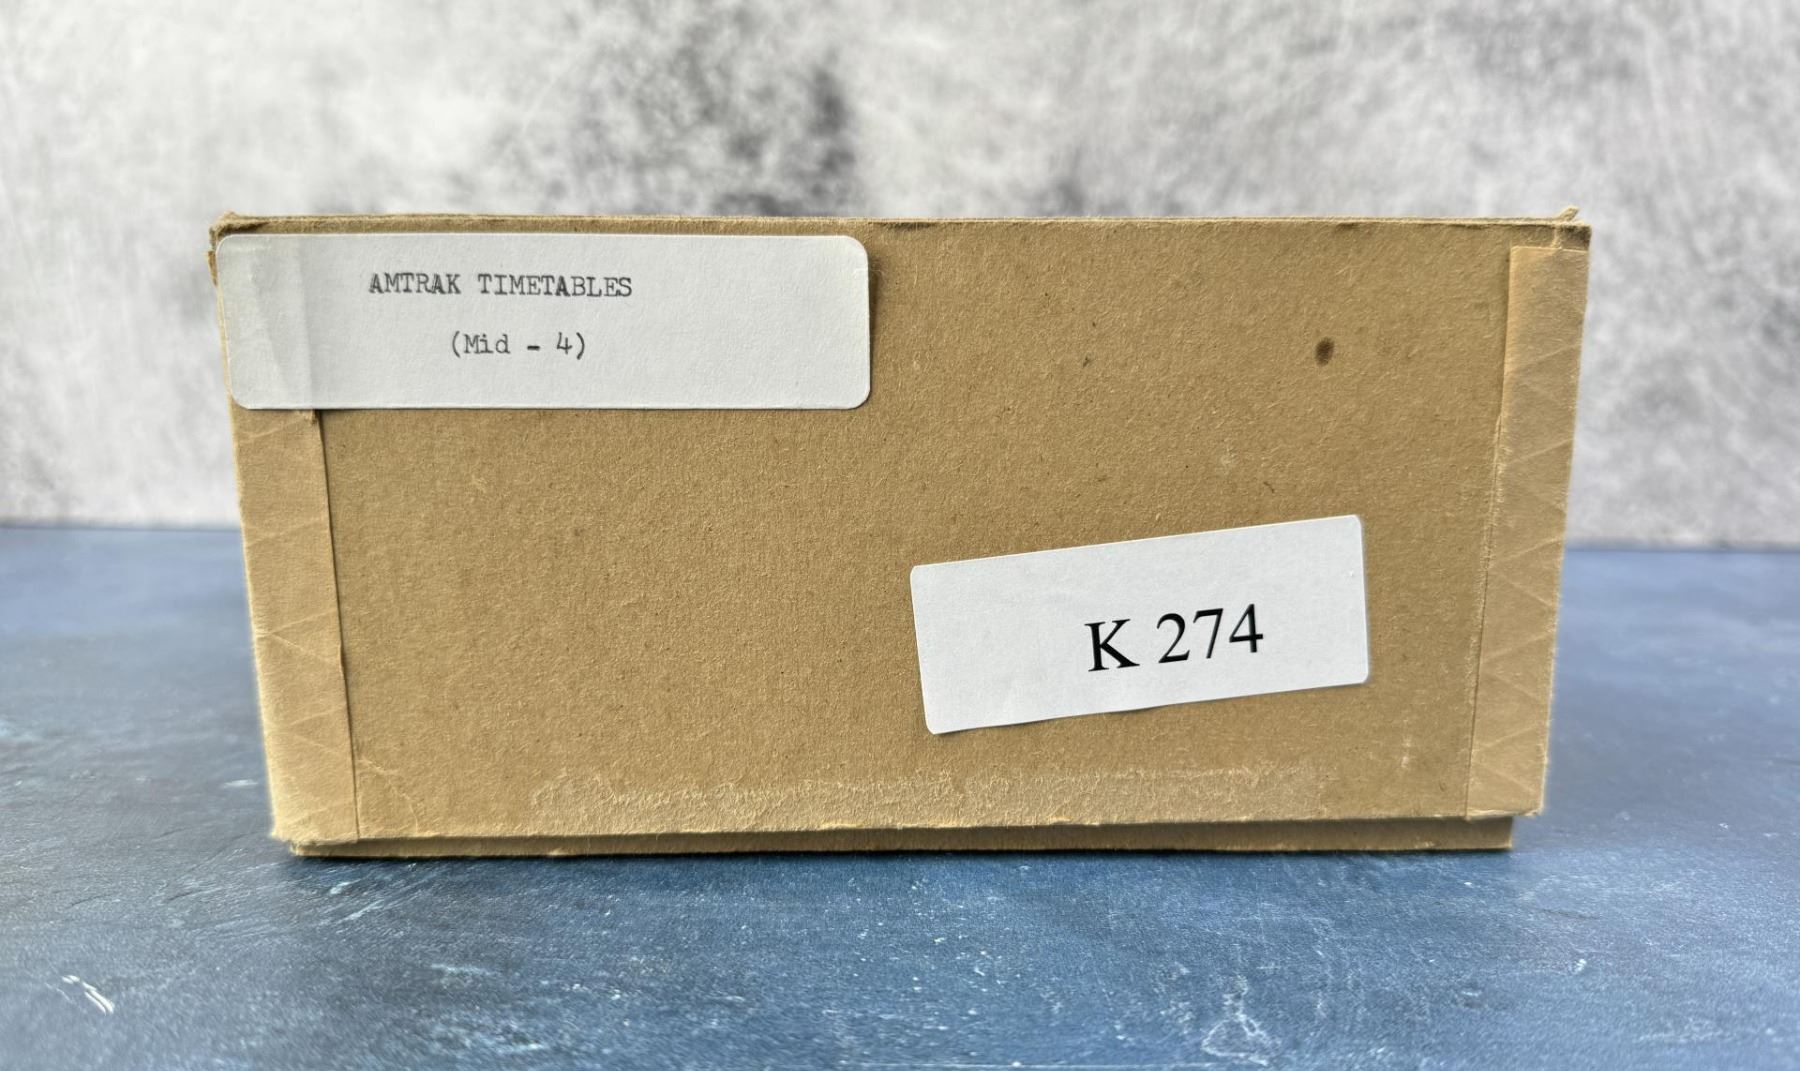 AMTRAK TIMETABLES
(Mid - 4)
K 274